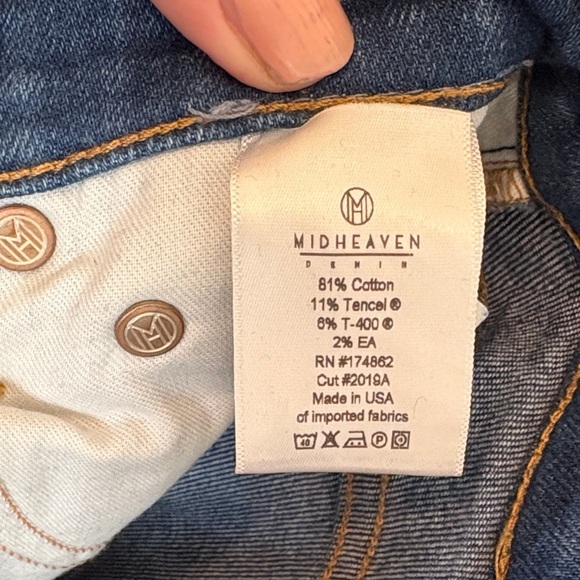 MIDHEAVEN
DENIM
81% Cotton
11% Tencel ®
6% T-400 ®
2% EA
RN #174862
Cut #2019A
Made in USA
of imported fabrics
40 P